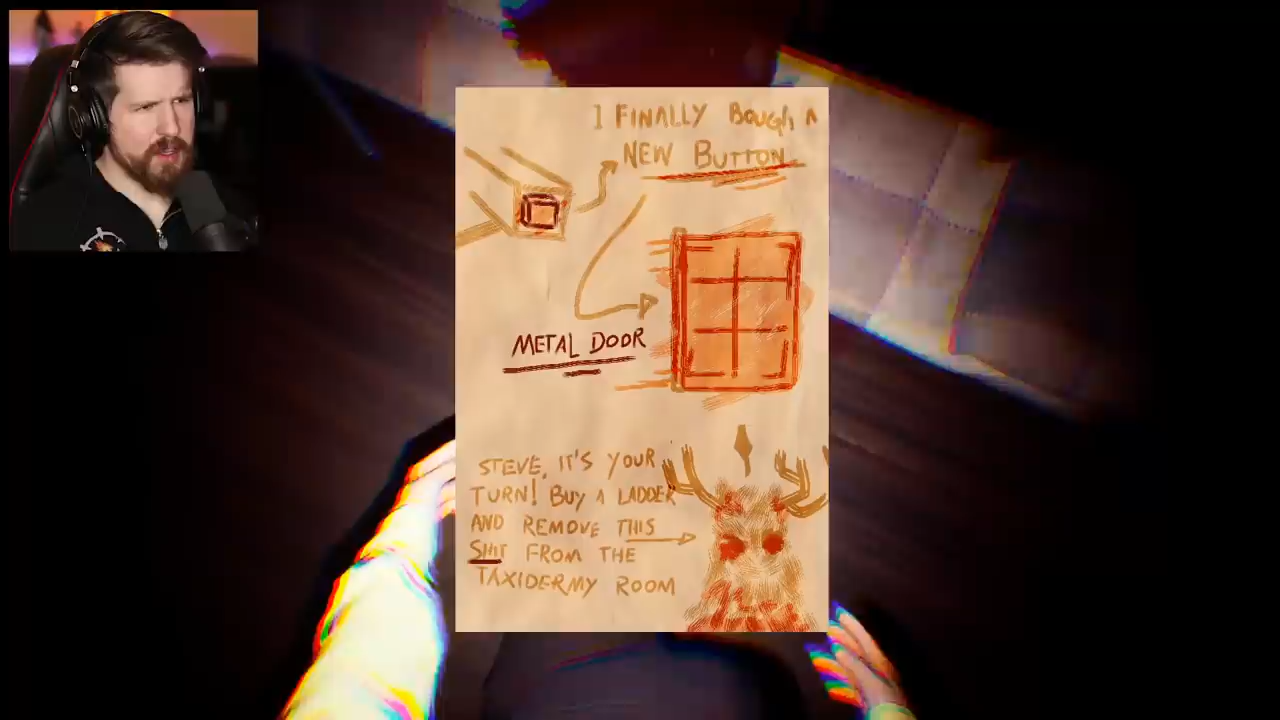 I FINALLY BOUGH A
NEW BUTTON
METAL DOOR
STEVE, IT'S YOUR
TURN! BUY A LADDER
AND REMOVE THIS
SHIT FROM THE
TAXIDERMY ROOM